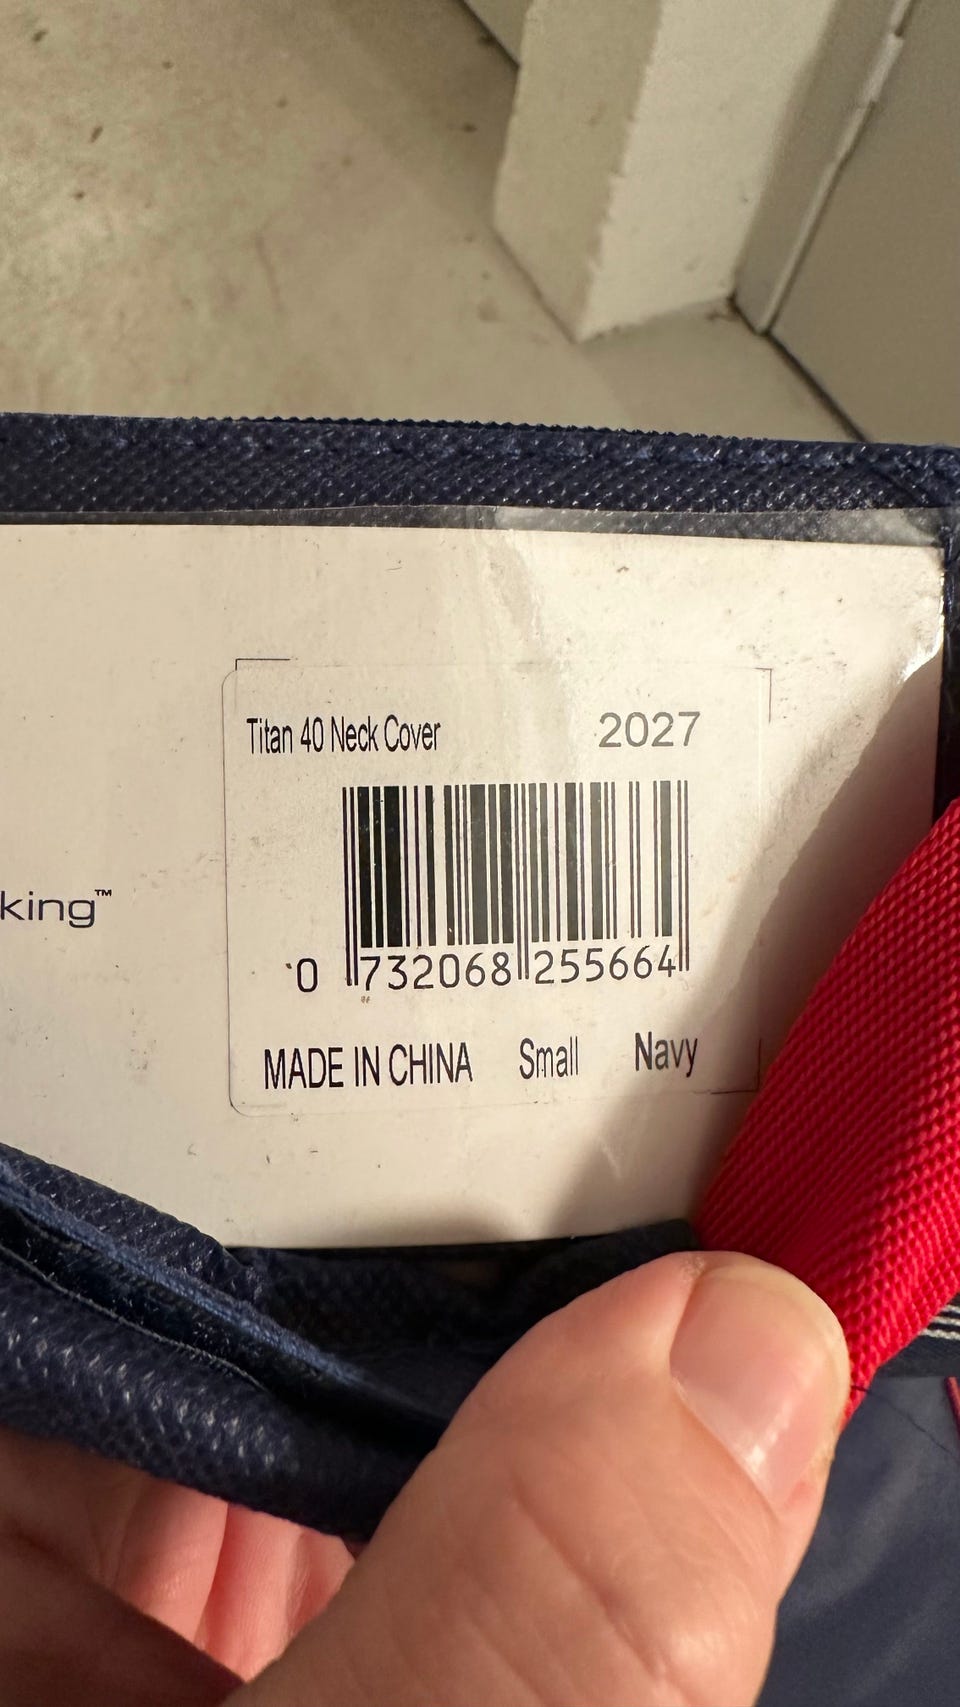 Titan 40 Neck Cover 2027
king™
0 732068 255664
MADE IN CHINA Small Navy